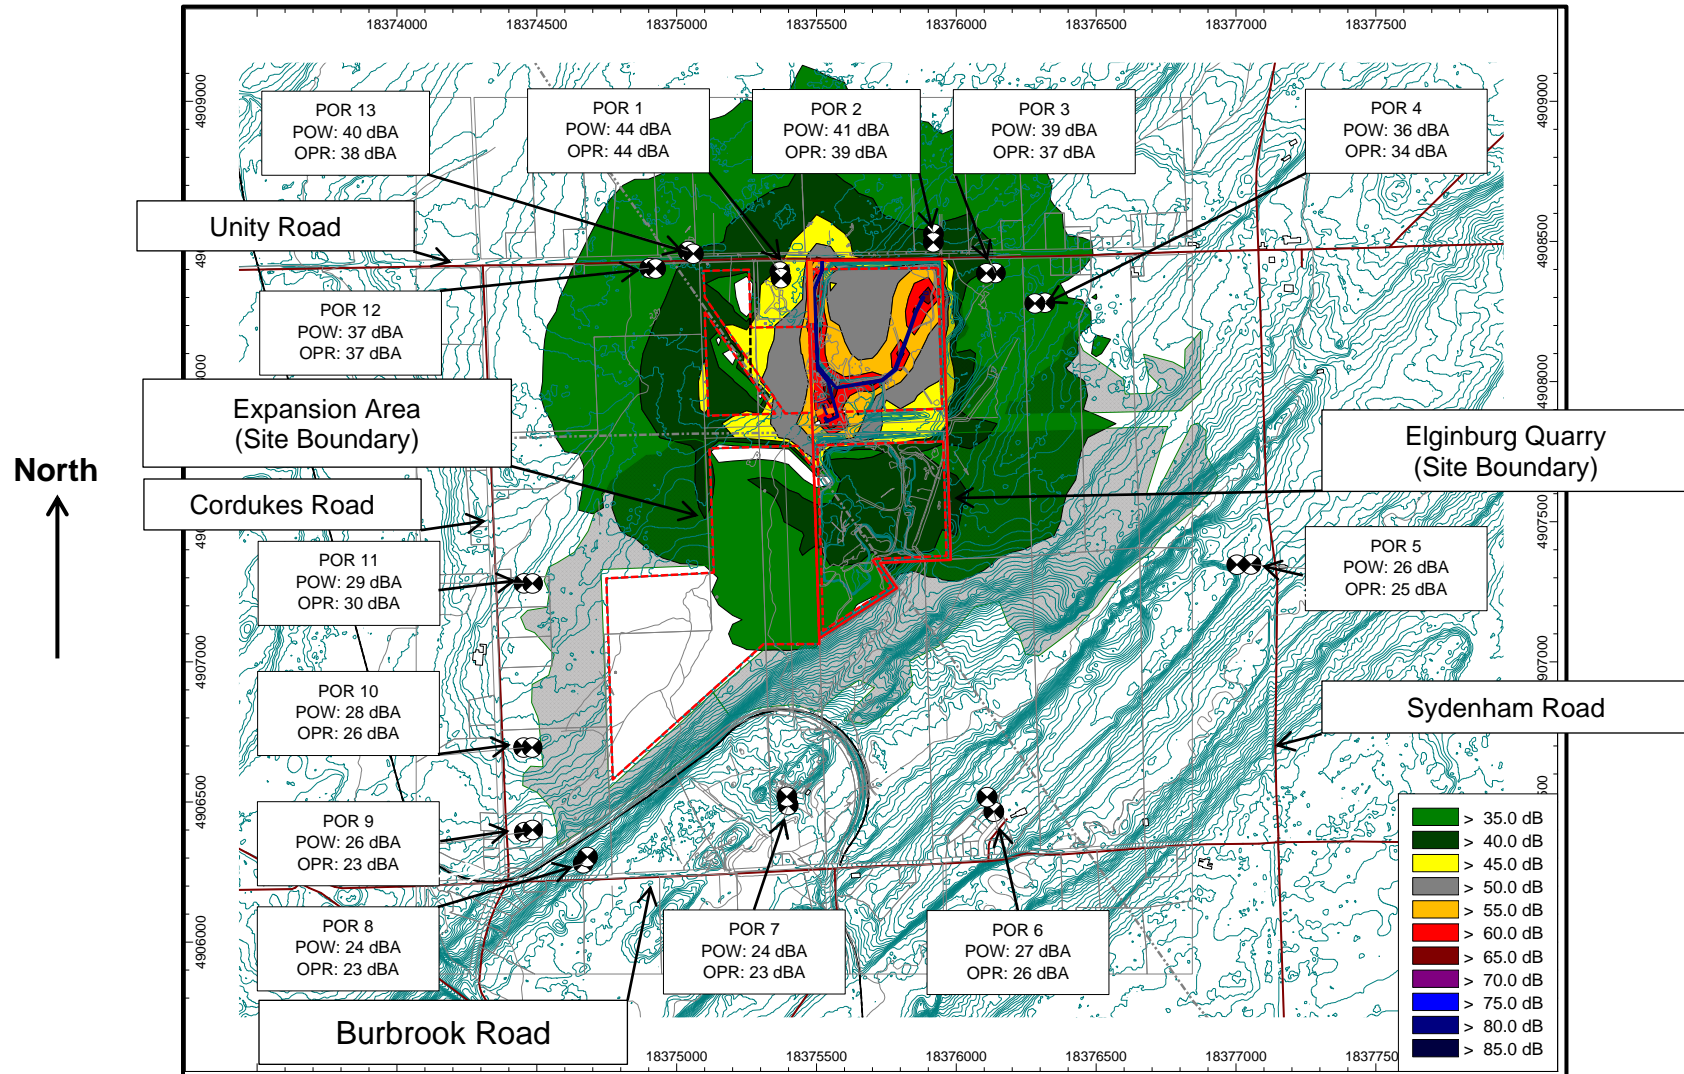 18374000 18374500 18375000 18375500 18376000 18376500 18377000 18377500
4909000
4909000
POR 13
POW: 40 dBA
OPR: 38 dBA
POR 1
POW: 44 dBA
OPR: 44 dBA
POR 2
POW: 41 dBA
OPR: 39 dBA
POR 3
POW: 39 dBA
OPR: 37 dBA
POR 4
POW: 36 dBA
OPR: 34 dBA
Unity Road
4908500
POR 12
POW: 37 dBA
OPR: 37 dBA
4908000
Expansion Area
(Site Boundary)
Elginburg Quarry
(Site Boundary)
North
Cordukes Road
4907500
POR 11
POW: 29 dBA
OPR: 30 dBA
POR 5
POW: 26 dBA
OPR: 25 dBA
4907000
4907000
POR 10
POW: 28 dBA
OPR: 26 dBA
Sydenham Road
4906500
POR 9
POW: 26 dBA
OPR: 23 dBA
POR 8
POW: 24 dBA
OPR: 23 dBA
4906000
POR 7
POW: 24 dBA
OPR: 23 dBA
POR 6
POW: 27 dBA
OPR: 26 dBA
Burbrook Road
> 35.0 dB
> 40.0 dB
> 45.0 dB
> 50.0 dB
> 55.0 dB
> 60.0 dB
> 65.0 dB
> 70.0 dB
> 75.0 dB
> 80.0 dB
> 85.0 dB
18375000 18375500 18376000 18376500 18377000